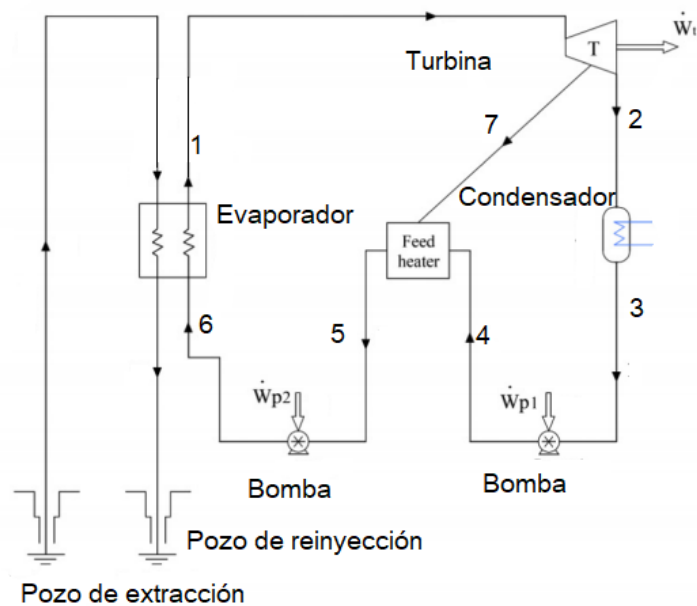 Ẇt
T
Turbina
7
2
1
Condensador
Evaporador
Feed
heater
3
6
5
4
Ẇp2
Ẇp1
Bomba
Bomba
Pozo de reinyección
Pozo de extracción